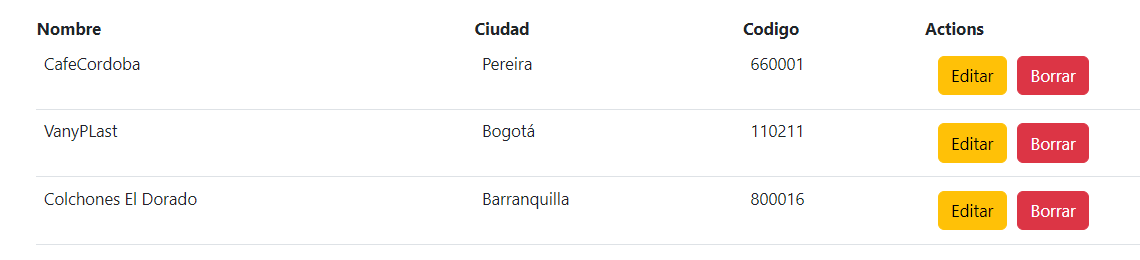 Nombre Ciudad Codigo Actions
CafeCordoba Pereira 660001 Editar Borrar
VanyPLast Bogotá 110211 Editar Borrar
Colchones El Dorado Barranquilla 800016 Editar Borrar